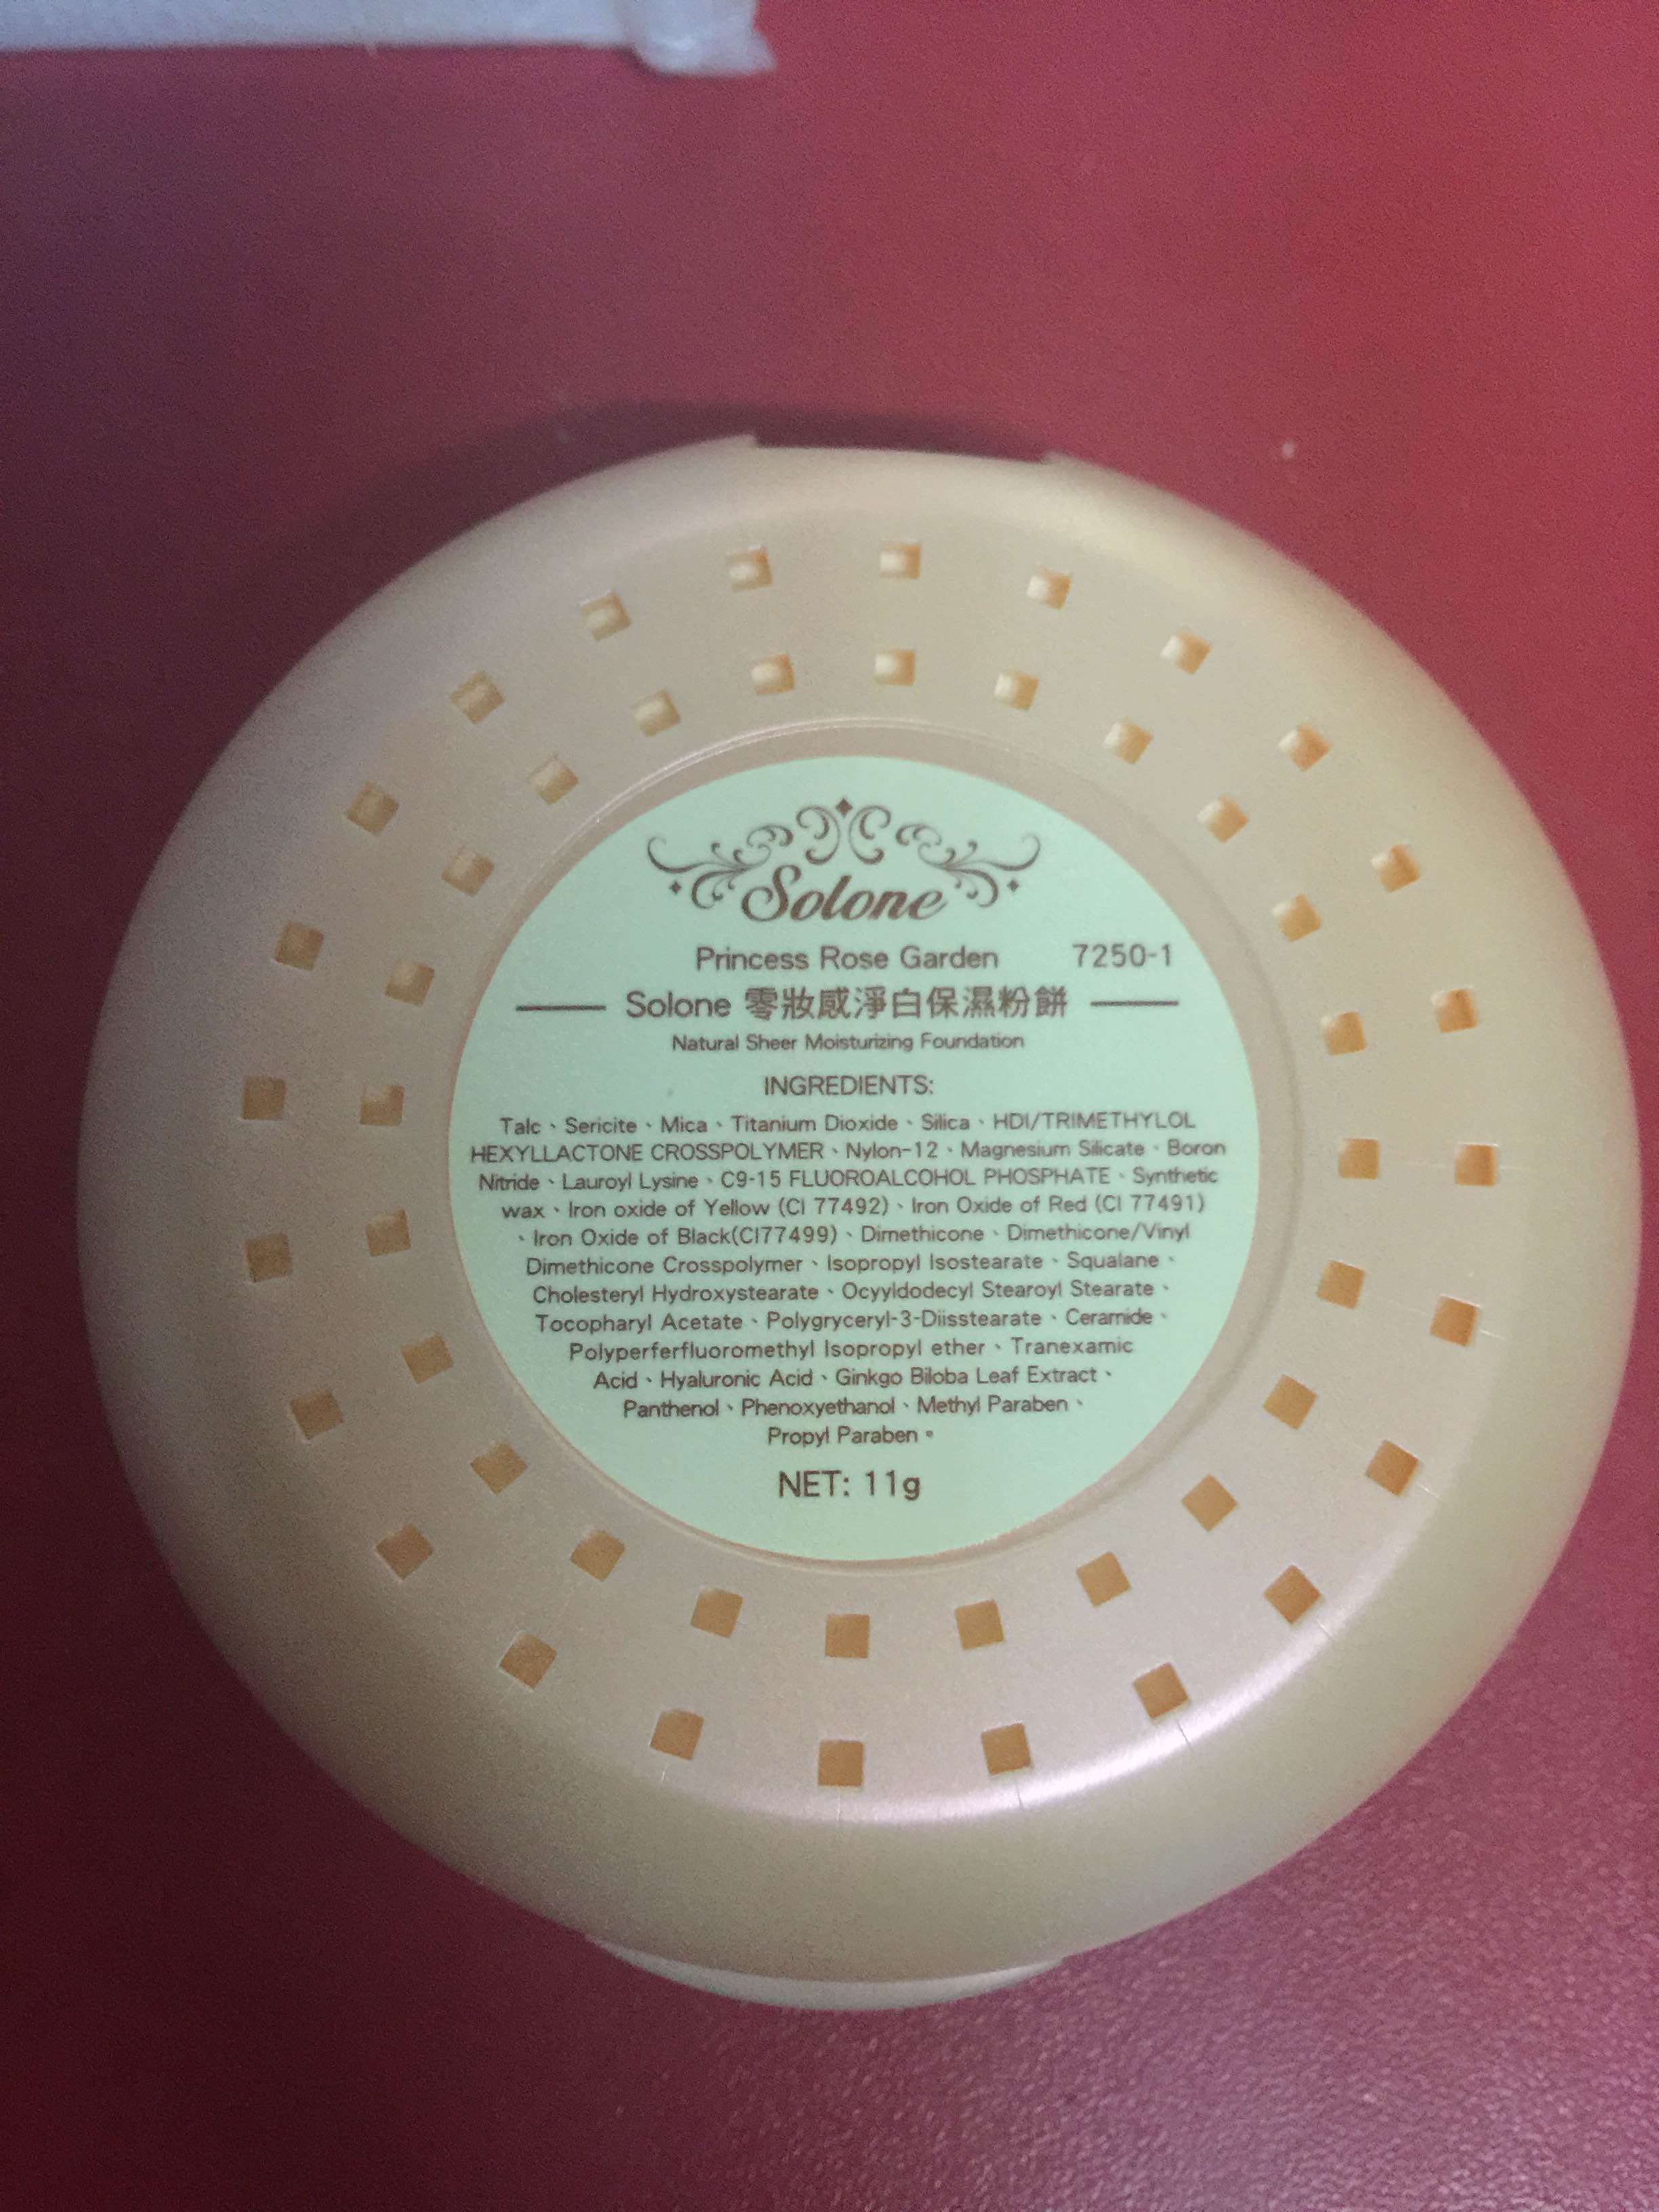 Solone
Princess Rose Garden 7250-1
Solone 零妝感淨白保濕粉餅
Natural Sheer Moisturizing Foundation
INGREDIENTS:
Talc、Sericite、Mica、Titanium Dioxide、Silica、HDI/TRIMETHYLOL
HEXYLLACTONE CROSSPOLYMER、Nylon-12、Magnesium Silicate、Boron
Nitride、Lauroyl Lysine、C9-15 FLUOROALCOHOL PHOSPHATE、Synthetic
wax、Iron oxide of Yellow (CI 77492)、Iron Oxide of Red (CI 77491)
、Iron Oxide of Black(CI77499)、Dimethicone、Dimethicone/Vinyl
Dimethicone Crosspolymer、Isopropyl Isostearate、Squalane、
Cholesteryl Hydroxystearate、Ocyyldodecyl Stearoyl Stearate、
Tocopharyl Acetate、Polygryceryl-3-Diisstearate、Ceramide、
Polyperferfluoromethyl Isopropyl ether、Tranexamic
Acid、Hyaluronic Acid、Ginkgo Biloba Leaf Extract、
Panthenol、Phenoxyethanol、Methyl Paraben、
Propyl Paraben。
NET: 11g